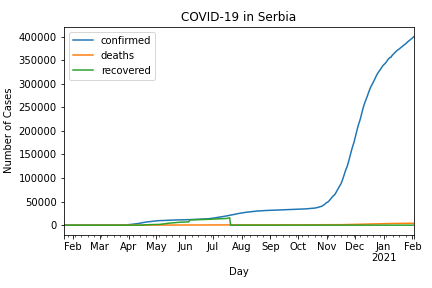 COVID-19 in Serbia
confirmed
deaths
recovered
Number of Cases
400000
350000
300000
250000
200000
150000
100000
50000
0
Feb Mar Apr May Jun Jul Aug Sep Oct Nov Dec Jan Feb
2021
Day